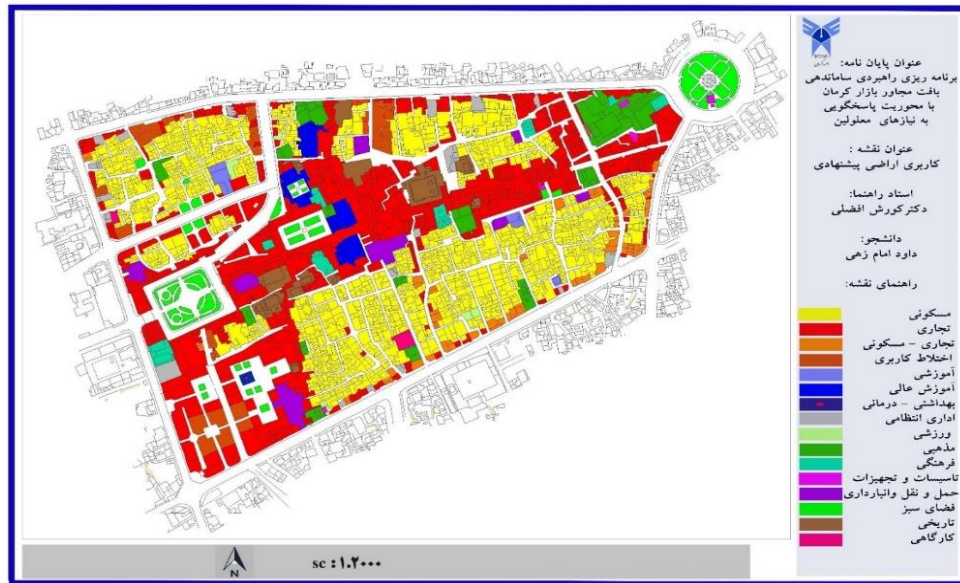 عنوان پایان نامه:
برنامه ریزی راهبردی ساماندهی
بافت مجاور بازار کرمان
با محوریت پاسخگویی
به نیازهای معلولین
عنوان نقشه :
کاربری اراضی پیشنهادی
استاد راهنما:
دکترکورش افضلی
دانشجو:
داود امام زهی
راهنمای نقشه:
مسکونی
تجاری
تجاری - مسکونی
اختلاط کاربری
آموزشی
آموزش عالی
بهداشتی - درمانی
اداری انتظامی
ورزشی
مذهبی
فرهنگی
تاسیسات و تجهیزات
حمل و نقل وانبارداری
فضای سبز
تاریخی
کارگاهی
N
sc :۱.۲۰۰۰